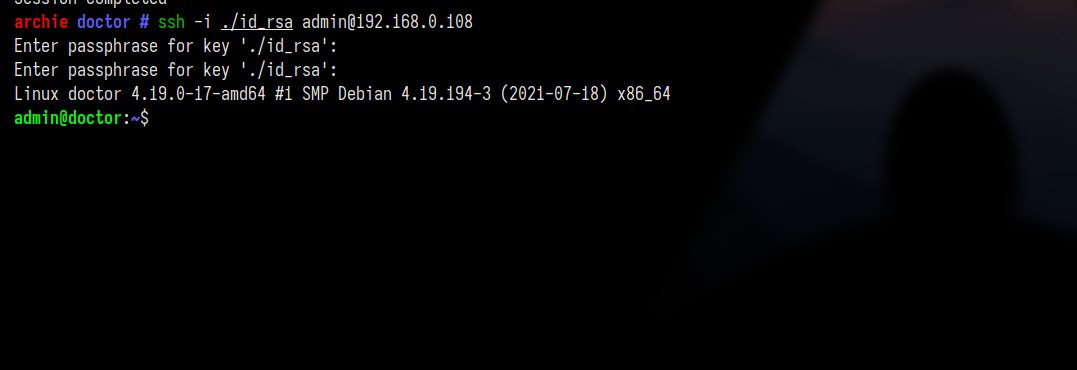 session completed
archie doctor # ssh -i ./id_rsa admin@192.168.0.108
Enter passphrase for key './id_rsa':
Enter passphrase for key './id_rsa':
Linux doctor 4.19.0-17-amd64 #1 SMP Debian 4.19.194-3 (2021-07-18) x86_64
admin@doctor:~$